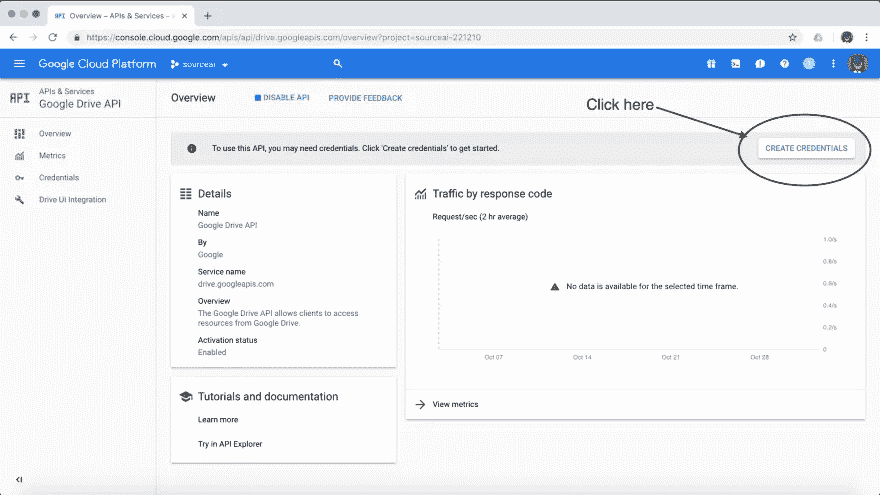 API Overview – APIs & Services –
https://console.cloud.google.com/apis/api/drive.googleapis.com/overview?project=sourceai-221210
Google Cloud Platform
sourceai
API
APIs & Services
Google Drive API
Overview
Metrics
Credentials
Drive UI Integration
Overview
DISABLE API
PROVIDE FEEDBACK
Click here
To use this API, you may need credentials. Click 'Create credentials' to get started.
CREATE CREDENTIALS
Details
Name
Google Drive API
By
Google
Service name
drive.googleapis.com
Overview
The Google Drive API allows clients to access
resources from Google Drive.
Activation status
Enabled
Tutorials and documentation
Learn more
Try in API Explorer
Traffic by response code
Request/sec (2 hr average)
1.0/s
0.8/s
0.6/s
0.4/s
0.2/s
0
No data is available for the selected time frame.
Oct 07
Oct 14
Oct 21
Oct 28
View metrics